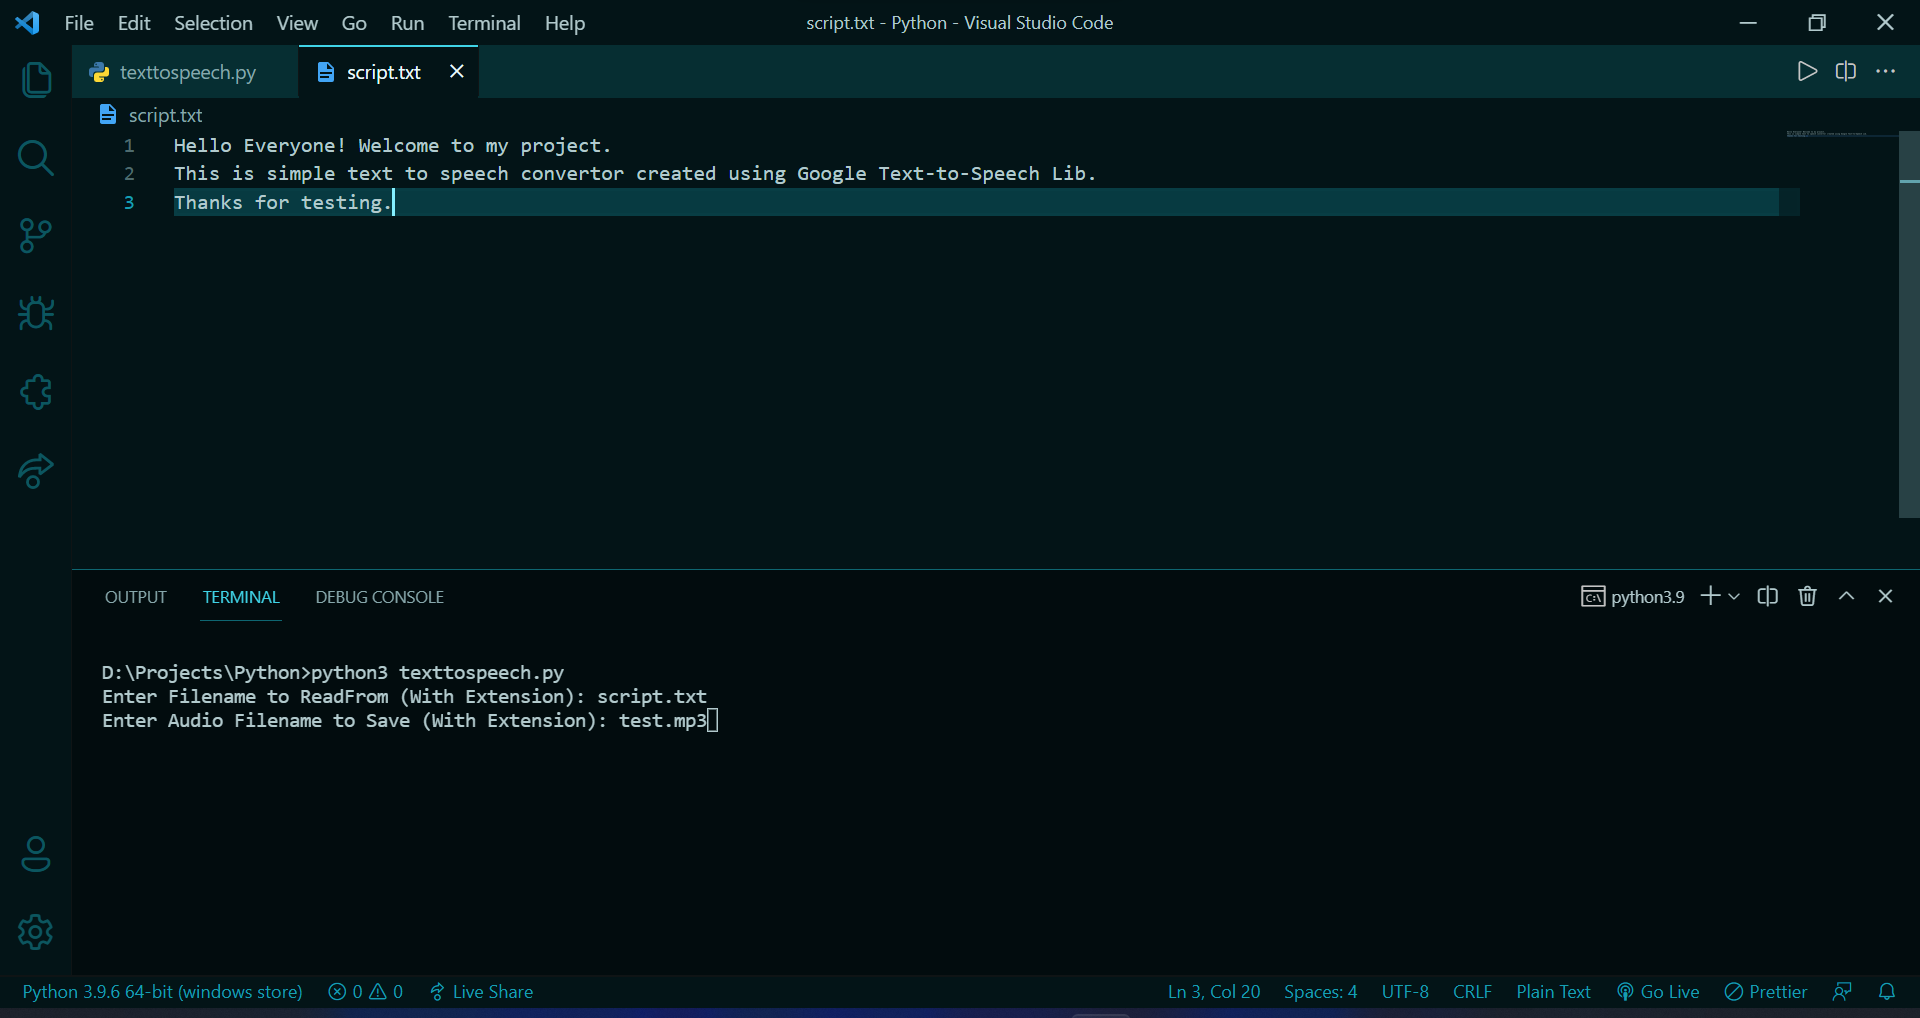 File Edit Selection View Go Run Terminal Help script.txt - Python - Visual Studio Code
texttospeech.py script.txt
script.txt
1 Hello Everyone! Welcome to my project.
2 This is simple text to speech convertor created using Google Text-to-Speech Lib.
3 Thanks for testing.
OUTPUT TERMINAL DEBUG CONSOLE python3.9
D:\Projects\Python>python3 texttospeech.py
Enter Filename to ReadFrom (With Extension): script.txt
Enter Audio Filename to Save (With Extension): test.mp3
Python 3.9.6 64-bit (windows store) 0 0 Live Share Ln 3, Col 20 Spaces: 4 UTF-8 CRLF Plain Text Go Live Prettier